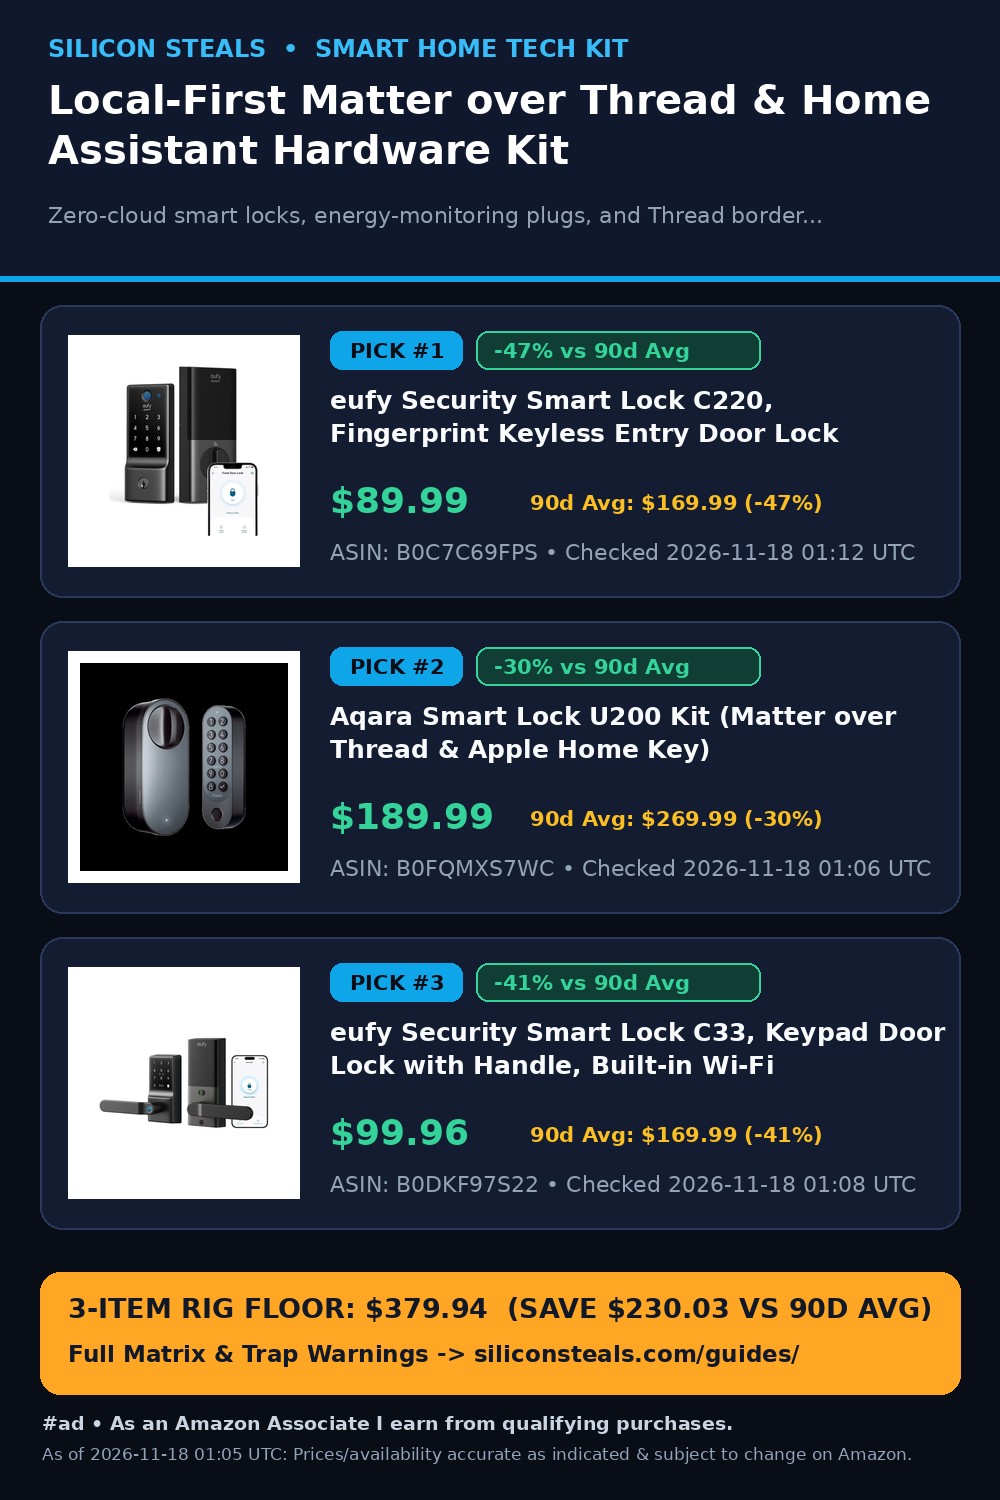 SILICON STEALS • SMART HOME TECH KIT
Local-First Matter over Thread & Home
Assistant Hardware Kit
Zero-cloud smart locks, energy-monitoring plugs, and Thread border...
PICK #1
-47% vs 90d Avg
eufy Security Smart Lock C220,
Fingerprint Keyless Entry Door Lock
$89.99
90d Avg: $169.99 (-47%)
ASIN: B0C7C69FPS • Checked 2026-11-18 01:12 UTC
PICK #2
-30% vs 90d Avg
Aqara Smart Lock U200 Kit (Matter over
Thread & Apple Home Key)
$189.99
90d Avg: $269.99 (-30%)
ASIN: B0FQMXS7WC • Checked 2026-11-18 01:06 UTC
PICK #3
-41% vs 90d Avg
eufy Security Smart Lock C33, Keypad Door
Lock with Handle, Built-in Wi-Fi
$99.96
90d Avg: $169.99 (-41%)
ASIN: B0DKF97S22 • Checked 2026-11-18 01:08 UTC
3-ITEM RIG FLOOR: $379.94 (SAVE $230.03 VS 90D AVG)
Full Matrix & Trap Warnings -> siliconsteals.com/guides/
#ad • As an Amazon Associate I earn from qualifying purchases.
As of 2026-11-18 01:05 UTC: Prices/availability accurate as indicated & subject to change on Amazon.